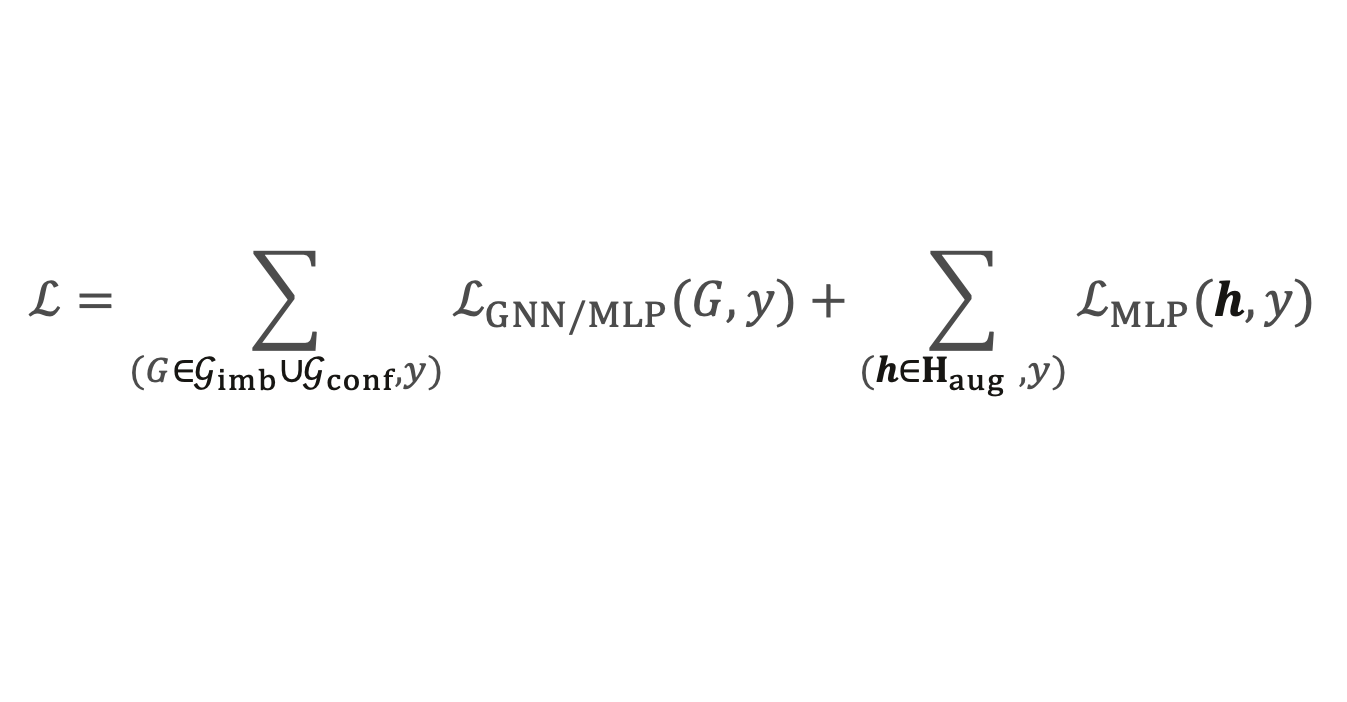 ℒ = ∑ ℒ_GNN/MLP(G, y) + ∑ ℒ_MLP(𝒉, y)
(G∈𝒢_imb∪𝒢_conf,y) (𝒉∈𝐇_aug ,y)